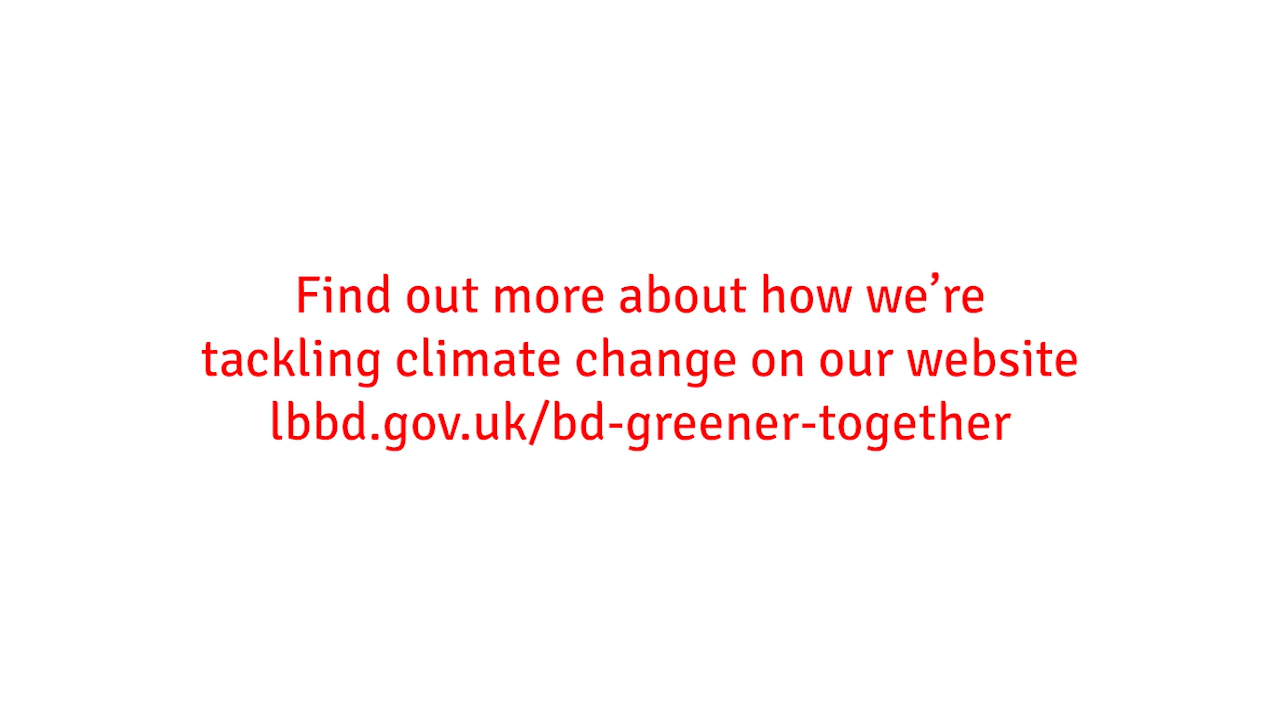 Find out more about how we’re
tackling climate change on our website
lbbd.gov.uk/bd-greener-together